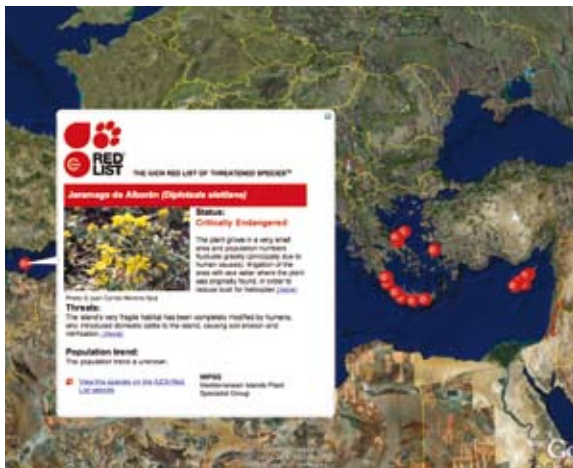 RED
LIST
THE IUCN RED LIST OF THREATENED SPECIES™
Jaramago de Alborán (Diplotaxis siettiana)
Status:
Critically Endangered
The plant grows in a very small
area and population numbers
fluctuate greatly (principally due to
human causes). Irrigation of the
area with sea water where the plant
was originally found, in order to
reduce dust for helicopter (more)
Photo © Juan Carlos Moreno Saiz
Threats:
The island's very fragile habitat has been completely modified by humans,
who introduced domestic cattle to the island, causing soil erosion and
nitrification. (more)
Population trend:
The population trend is unknown.
View this species on the IUCN Red
List website
MIPSG
Mediterranean Islands Plant
Specialist Group